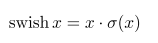 swish x = x · σ(x)